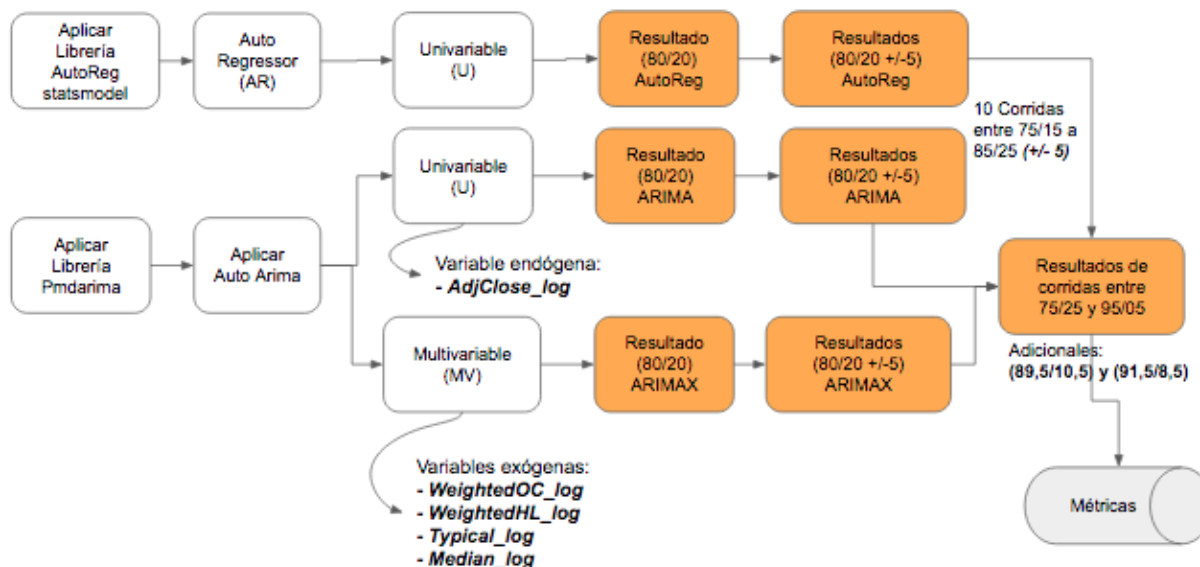 Aplicar
Librería
AutoReg
statsmodel
Auto
Regressor
(AR)
Univariable
(U)
Resultado
(80/20)
AutoReg
Resultados
(80/20 +/-5)
AutoReg
10 Corridas
entre 75/15 a
85/25 (+/- 5)
Univariable
(U)
Resultado
(80/20)
ARIMA
Resultados
(80/20 +/-5)
ARIMA
Aplicar
Librería
Pmdarima
Aplicar
Auto Arima
Variable endógena:
- AdjClose_log
Resultados de
corridas entre
75/25 y 95/05
Multivariable
(MV)
Resultado
(80/20)
ARIMAX
Resultados
(80/20 +/-5)
ARIMAX
Adicionales:
(89,5/10,5) y (91,5/8,5)
Variables exógenas:
- WeightedOC_log
- WeightedHL_log
- Typical_log
- Median_log
Métricas